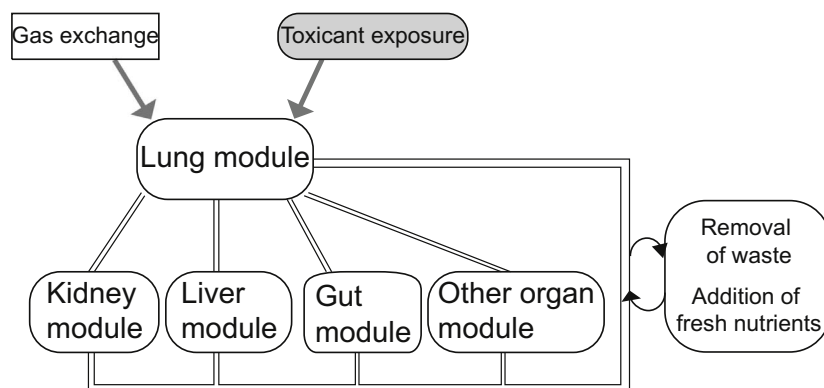 Gas exchange
Toxicant exposure
Lung module
Kidney
module
Liver
module
Gut
module
Other organ
module
Removal
of waste
Addition of
fresh nutrients